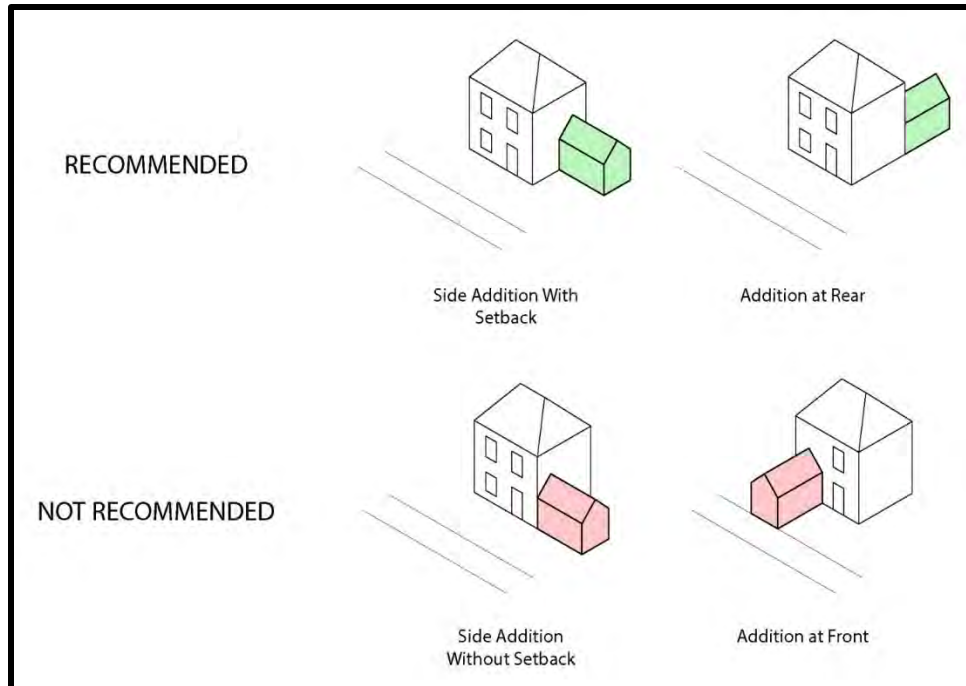 RECOMMENDED
Side Addition With
Setback
Addition at Rear
NOT RECOMMENDED
Side Addition
Without Setback
Addition at Front